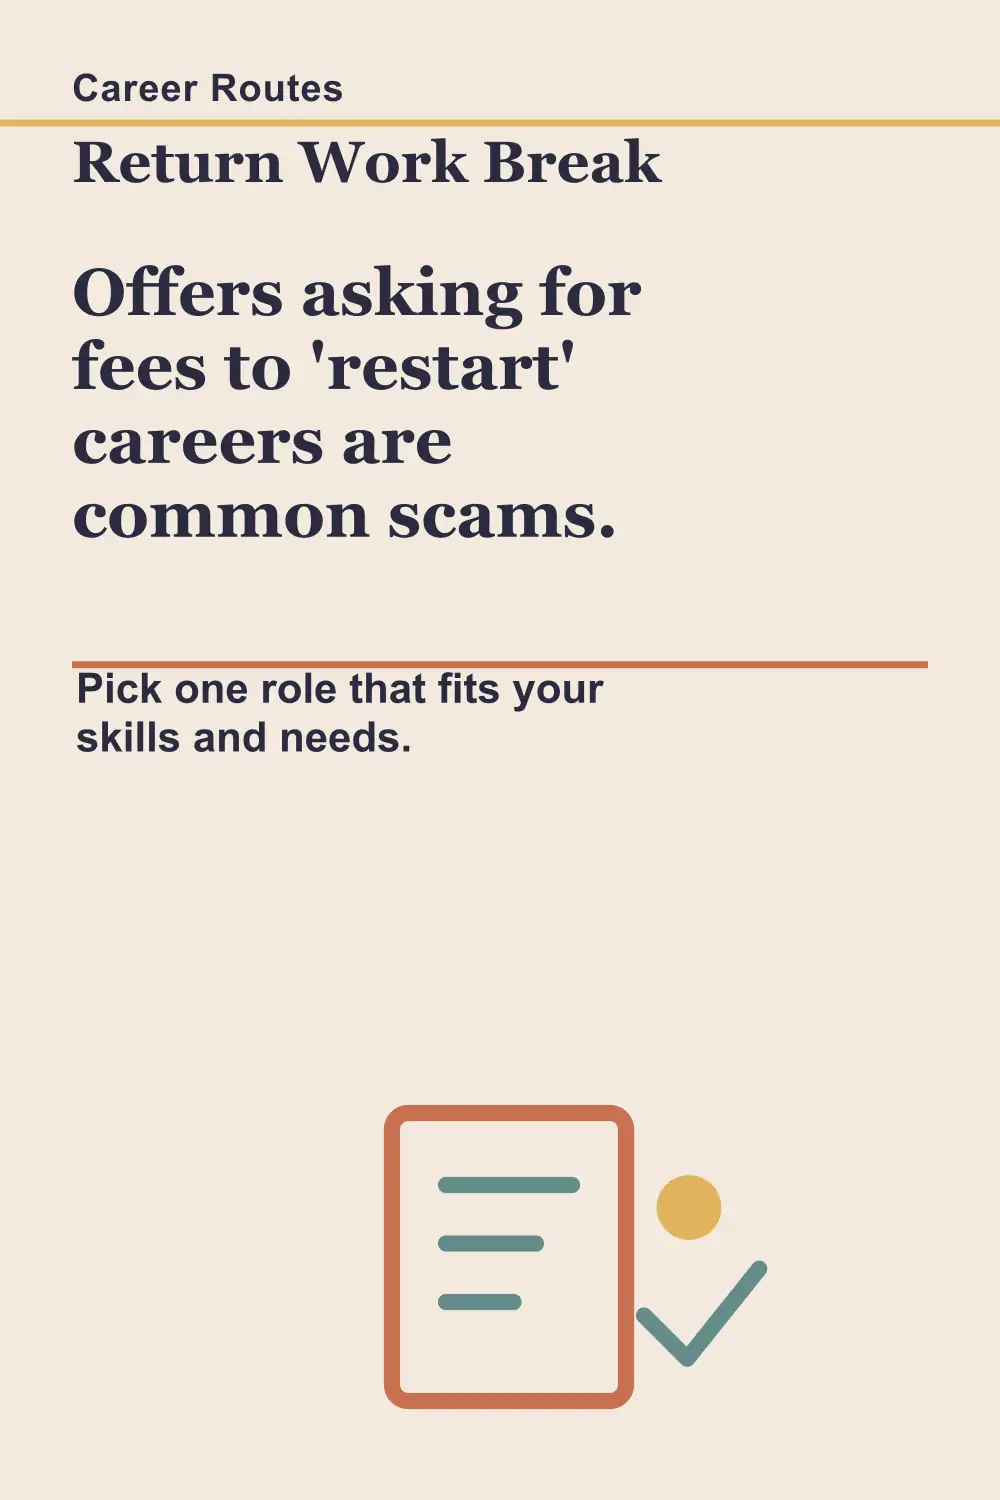 Career Routes
Return Work Break
Offers asking for
fees to 'restart'
careers are
common scams.
Pick one role that fits your
skills and needs.